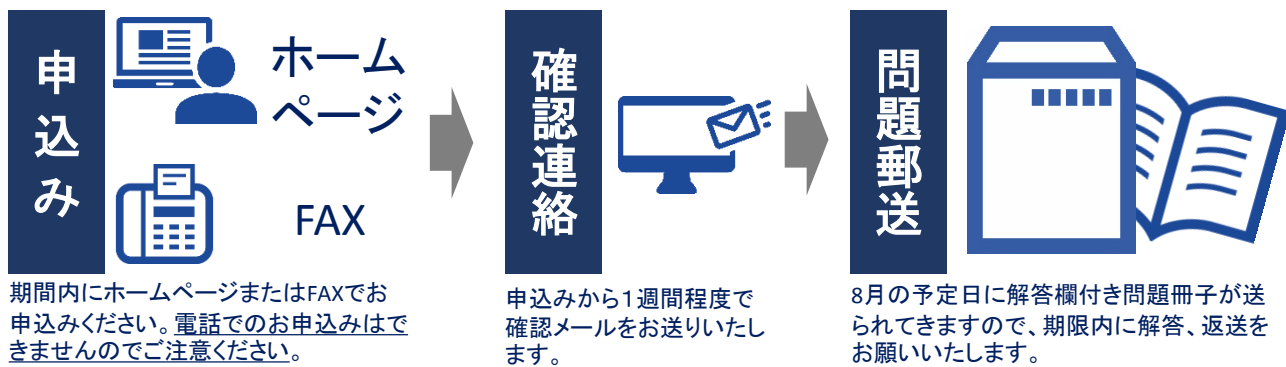 申込み
ホーム
ページ
FAX
期間内にホームページまたはFAXでお
申込みください。電話でのお申込みはで
きませんのでご注意ください。
確認連絡
申込みから１週間程度で
確認メールをお送りいたし
ます。
問題郵送
8月の予定日に解答欄付き問題冊子が送
られてきますので、期限内に解答、返送を
お願いいたします。